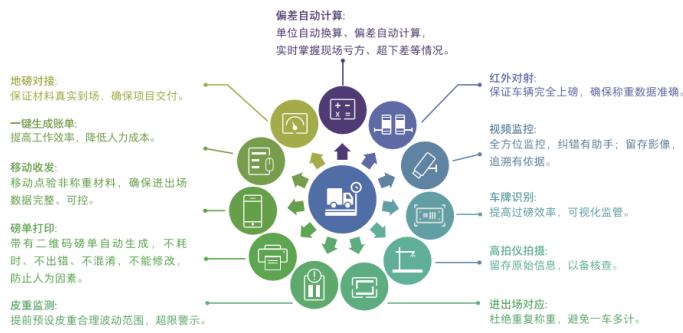 偏差自动计算:
单位自动换算、偏差自动计算,
实时掌握现场亏方、超下差等情况。
地磅对接:
保证材料真实到场，确保项目交付。
一键生成账单:
提高工作效率，降低人力成本。
移动收发:
移动点验非称重材料，确保进出场
数据完整、可控。
磅单打印:
带有二维码磅单自动生成，不耗
时、不出错、不混淆，不能修改，
防止人为因素。
皮重监测:
提前预设皮重合理波动范围，超限警示。
红外对射:
保证车辆完全上磅，确保称重数据准确。
视频监控:
全方位监控，纠错有助手；留存影像，
追溯有依据。
车牌识别:
提高过磅效率，可视化监管。
高拍仪拍摄:
留存原始信息，以备核查。
进出场对应:
杜绝重复称重，避免一车多计。